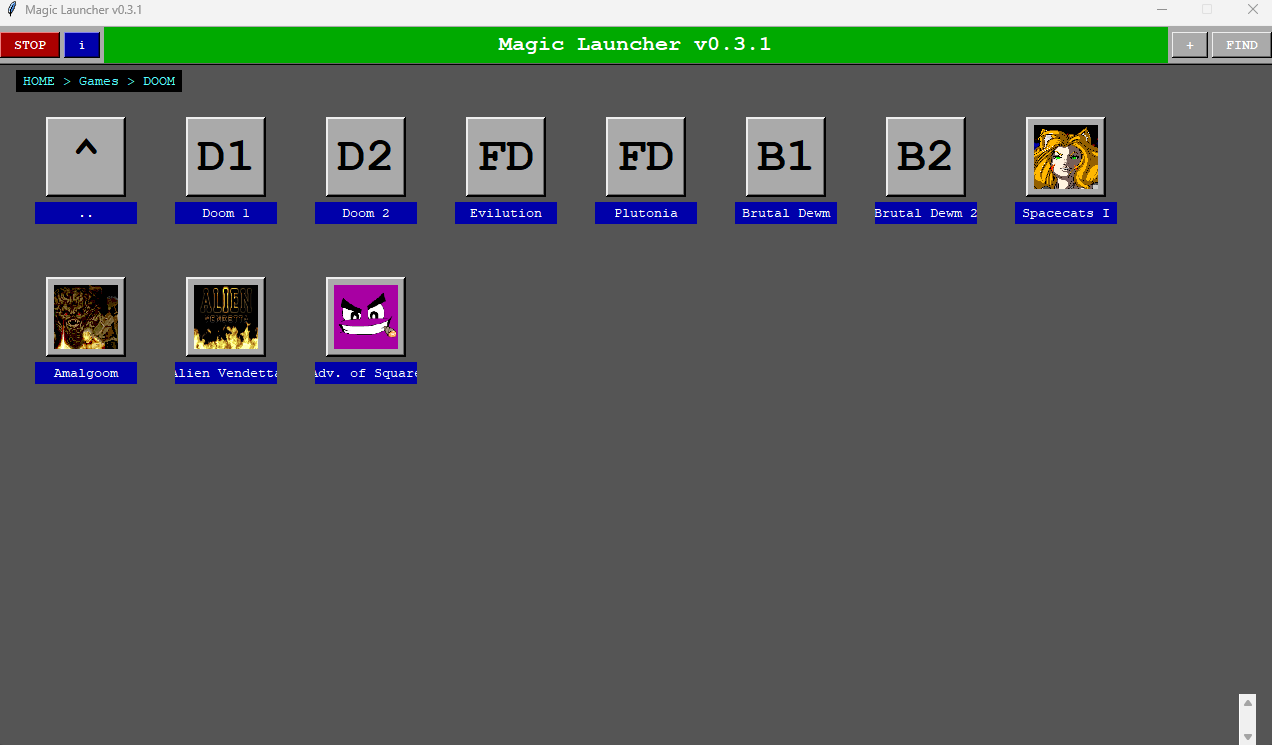 Magic Launcher v0.3.1
STOP i Magic Launcher v0.3.1 + FIND
HOME > Games > DOOM
^ D1 D2 FD FD B1 B2
.. Doom 1 Doom 2 Evilution Plutonia Brutal Dewm Brutal Dewm 2 Spacecats I
ALIEN
VENDETTA
Amalgoom Alien Vendetta Adv. of Square